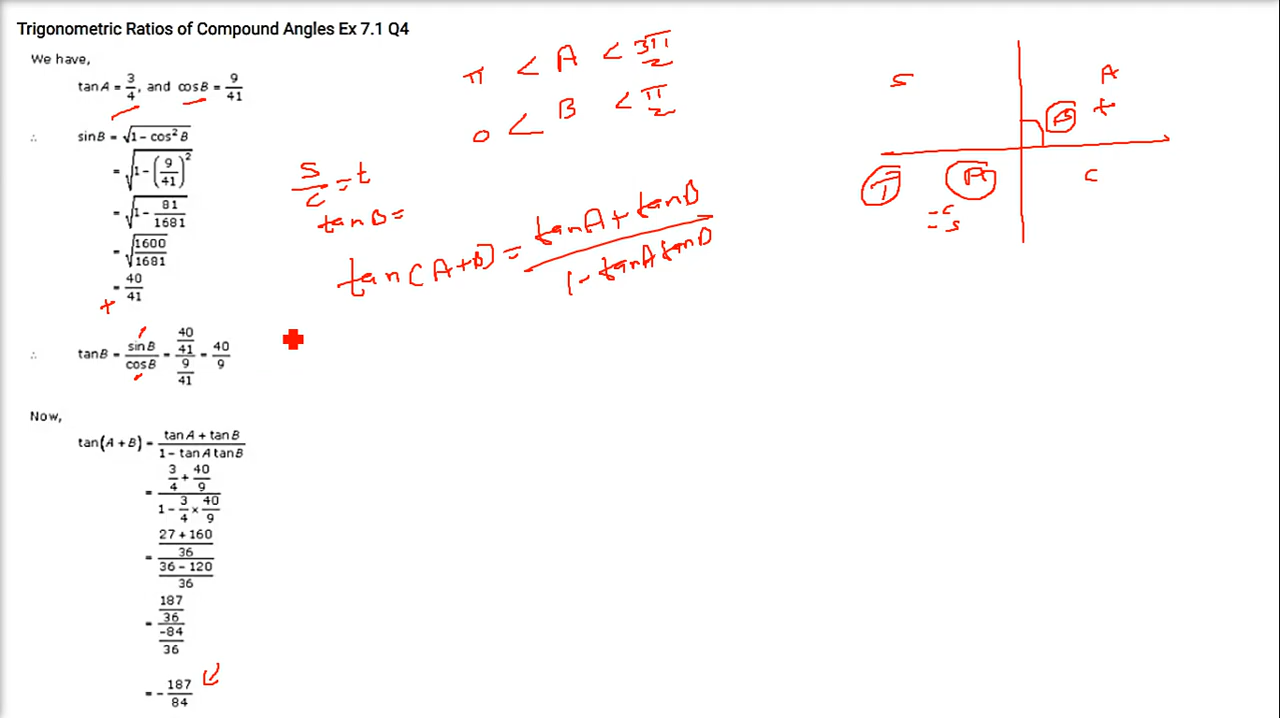 Trigonometric Ratios of Compound Angles Ex 7.1 Q4
We have,
tan A = 3/4, and cos B = 9/41
∴ sin B = √(1 − cos² B)
= √(1 − (9/41)²)
= √(1 − 81/1681)
= √(1600/1681)
= 40/41
+
∴ tan B = sin B / cos B = (40/41)/(9/41) = 40/9
Now,
tan(A + B) = (tan A + tan B)/(1 − tan A tan B)
= (3/4 + 40/9)/(1 − 3/4 × 40/9)
= ((27 + 160)/36)/((36 − 120)/36)
= (187/36)/(−84/36)
= − 187/84
π < A < 3π/2
0 < B < π/2
S/C = t
tan B =
tan(A+B) = (tanA + tanB)/(1 − tanA tanB)
S
A
B +
T
A
C